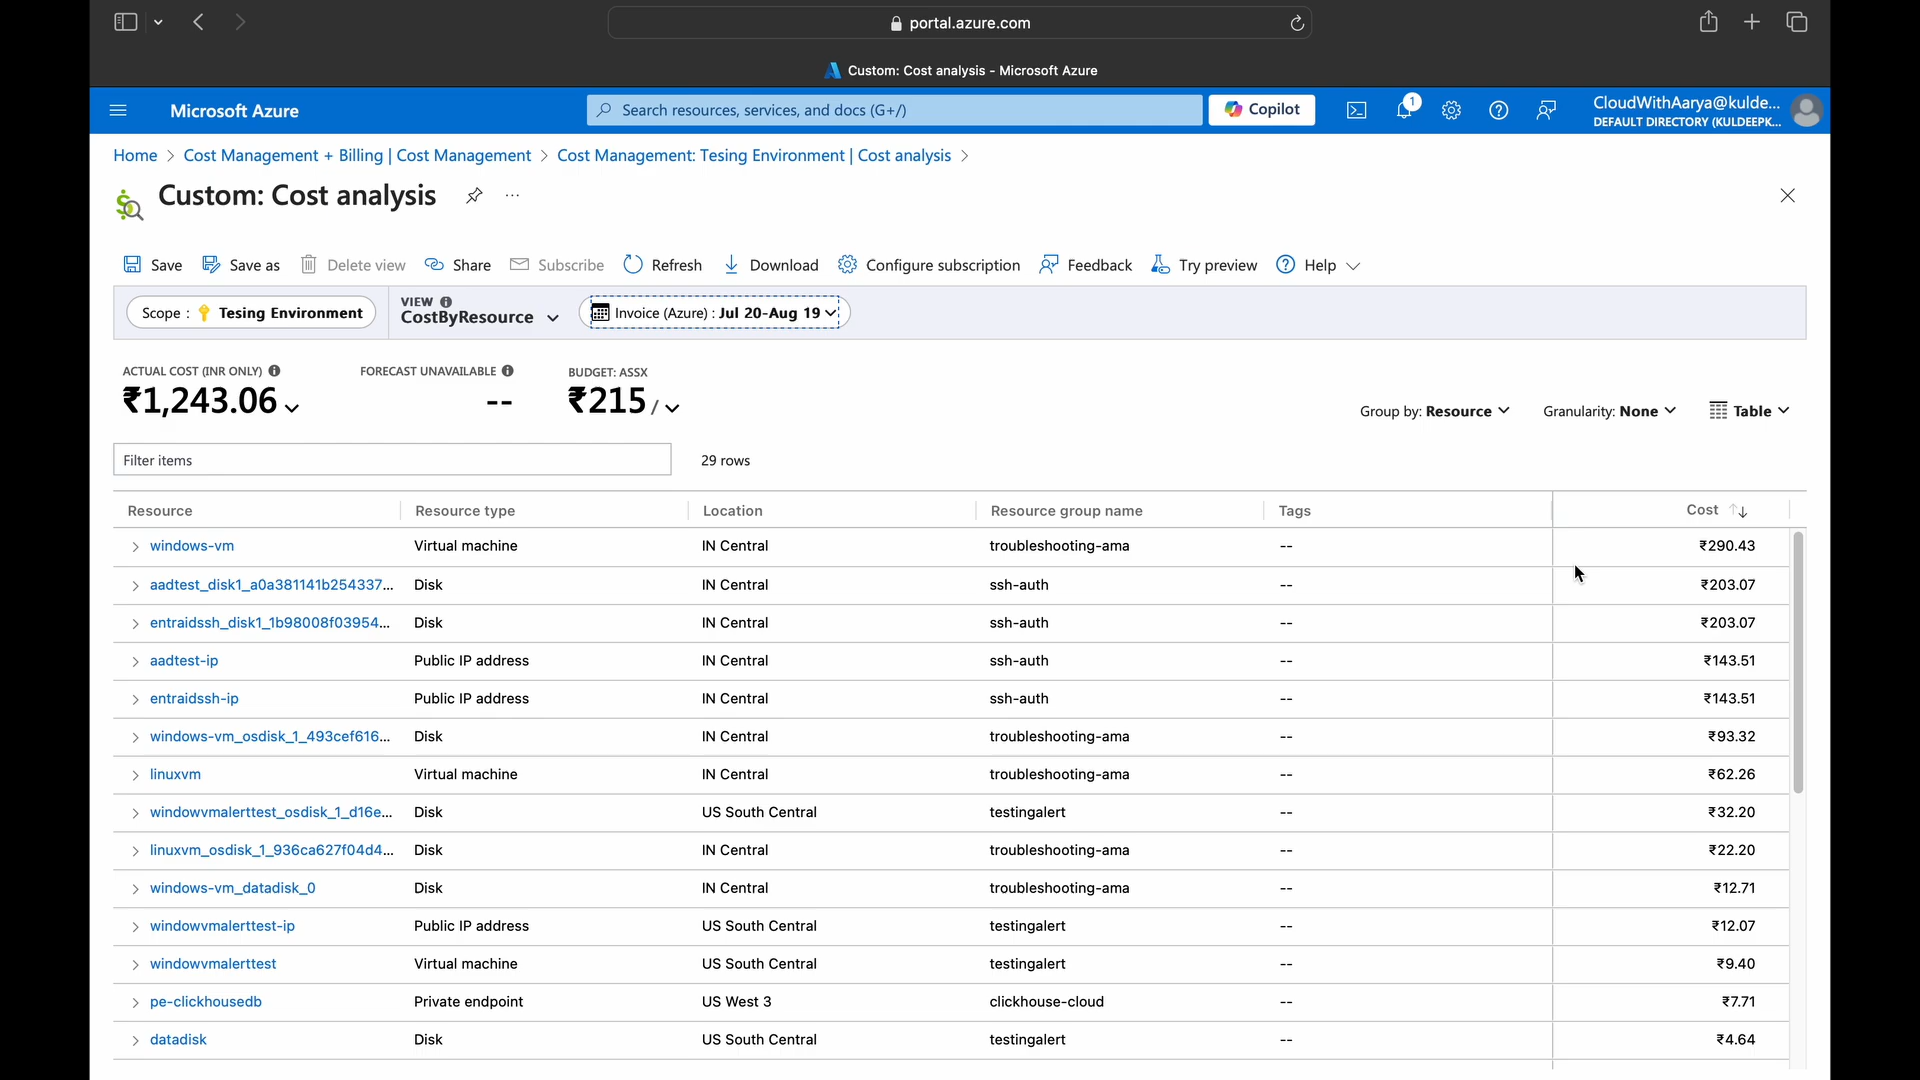 portal.azure.com
Custom: Cost analysis - Microsoft Azure
Microsoft Azure
Search resources, services, and docs (G+/)
Copilot
1
CloudWithAarya@kulde...
DEFAULT DIRECTORY (KULDEEPK...
Home > Cost Management + Billing | Cost Management > Cost Management: Tesing Environment | Cost analysis >
Custom: Cost analysis
...
Save Save as Delete view Share Subscribe Refresh Download Configure subscription Feedback Try preview Help
Scope : Tesing Environment
VIEW
CostByResource
Invoice (Azure) : Jul 20-Aug 19
ACTUAL COST (INR ONLY) FORECAST UNAVAILABLE BUDGET: ASSX
₹1,243.06 -- ₹215 /
Group by: Resource Granularity: None Table
Filter items 29 rows
Resource Resource type Location Resource group name Tags Cost ↑↓
windows-vm Virtual machine IN Central troubleshooting-ama -- ₹290.43
aadtest_disk1_a0a381141b254337... Disk IN Central ssh-auth -- ₹203.07
entraidssh_disk1_1b98008f03954... Disk IN Central ssh-auth -- ₹203.07
aadtest-ip Public IP address IN Central ssh-auth -- ₹143.51
entraidssh-ip Public IP address IN Central ssh-auth -- ₹143.51
windows-vm_osdisk_1_493cef616... Disk IN Central troubleshooting-ama -- ₹93.32
linuxvm Virtual machine IN Central troubleshooting-ama -- ₹62.26
windowvmalerttest_osdisk_1_d16e... Disk US South Central testingalert -- ₹32.20
linuxvm_osdisk_1_936ca627f04d4... Disk IN Central troubleshooting-ama -- ₹22.20
windows-vm_datadisk_0 Disk IN Central troubleshooting-ama -- ₹12.71
windowvmalerttest-ip Public IP address US South Central testingalert -- ₹12.07
windowvmalerttest Virtual machine US South Central testingalert -- ₹9.40
pe-clickhousedb Private endpoint US West 3 clickhouse-cloud -- ₹7.71
datadisk Disk US South Central testingalert -- ₹4.64